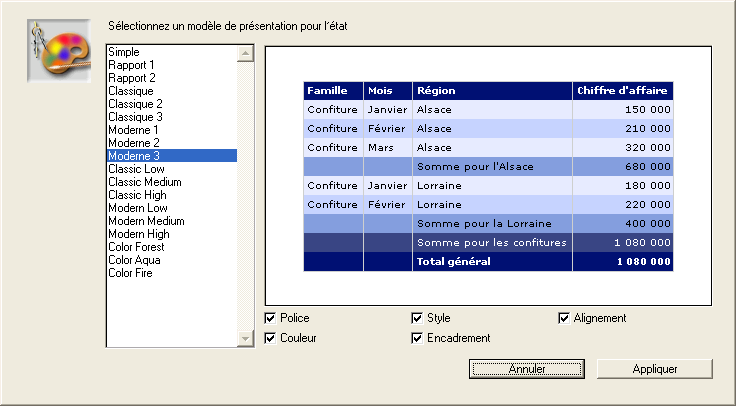 Sélectionnez un modèle de présentation pour l'état
Simple
Rapport 1
Rapport 2
Classique
Classique 2
Classique 3
Moderne 1
Moderne 2
Moderne 3
Classic Low
Classic Medium
Classic High
Modern Low
Modern Medium
Modern High
Color Forest
Color Aqua
Color Fire
Famille Mois Région Chiffre d'affaire
Confiture Janvier Alsace 150 000
Confiture Février Alsace 210 000
Confiture Mars Alsace 320 000
Somme pour l'Alsace 680 000
Confiture Janvier Lorraine 180 000
Confiture Février Lorraine 220 000
Somme pour la Lorraine 400 000
Somme pour les confitures 1 080 000
Total général 1 080 000
Police Style Alignement
Couleur Encadrement
Annuler Appliquer